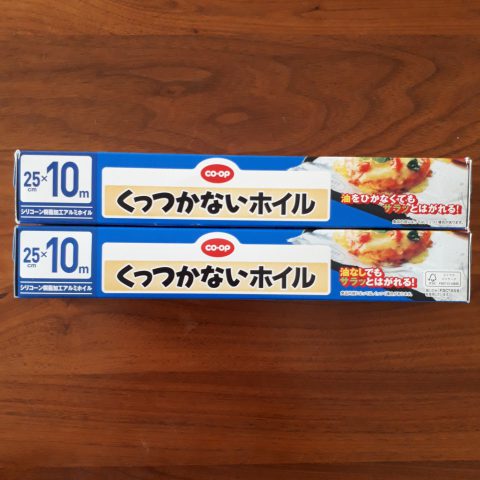 25cm×10m
シリコーン樹脂加工アルミホイル
CO·OP
くっつかないホイル
油をひかなくても
サラッとはがれる!
25cm×10m
シリコーン樹脂加工アルミホイル
CO·OP
くっつかないホイル
油なしでも
サラッとはがれる!
FSC